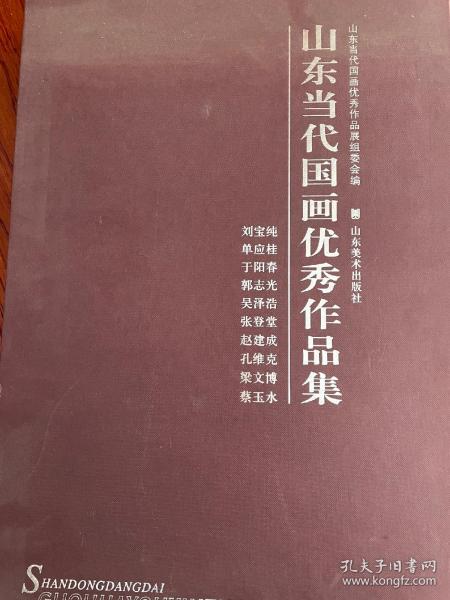 山东当代国画优秀作品展组委会编
山东美术出版社
山东当代国画优秀作品集
刘宝纯
单应桂
于阳春
郭志光
吴泽浩
张登堂
赵建成
孔维克
梁文博
蔡玉水
SHANDONGDANGDAI
孔夫子旧书网
www.kongfz.com